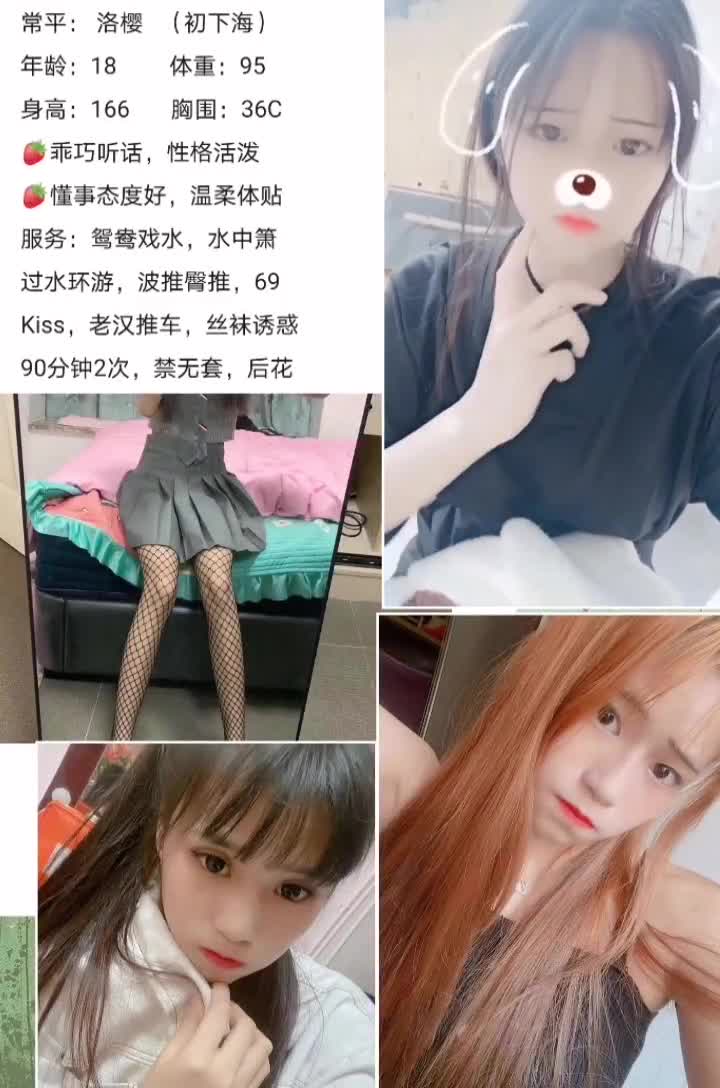 常平： 洛樱 （初下海）
年龄：18 体重：95
身高：166 胸围：36C
🍓乖巧听话，性格活泼
🍓懂事态度好，温柔体贴
服务：鸳鸯戏水，水中箫
过水环游，波推臀推，69
Kiss，老汉推车，丝袜诱惑
90分钟2次，禁无套，后花